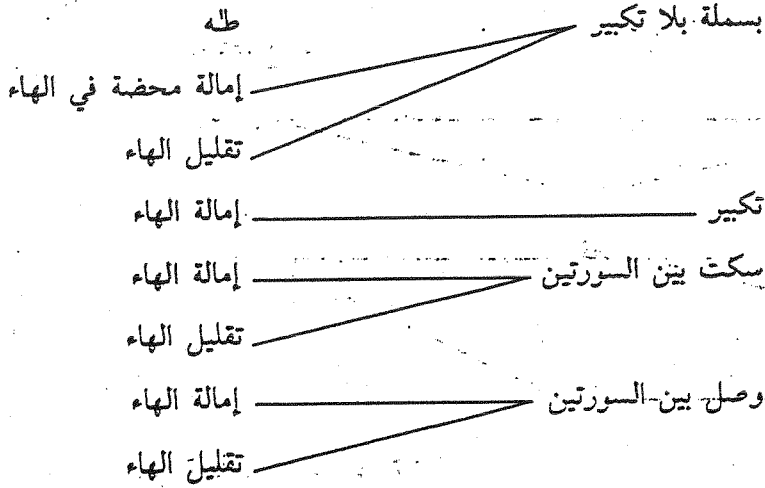 بسملة بلا تكبير
طه
إمالة محضة في الهاء
تقليل الهاء
تكبير
إمالة الهاء
سكت بين السورتين
إمالة الهاء
تقليل الهاء
وصل بين السورتين
إمالة الهاء
تقليل الهاء